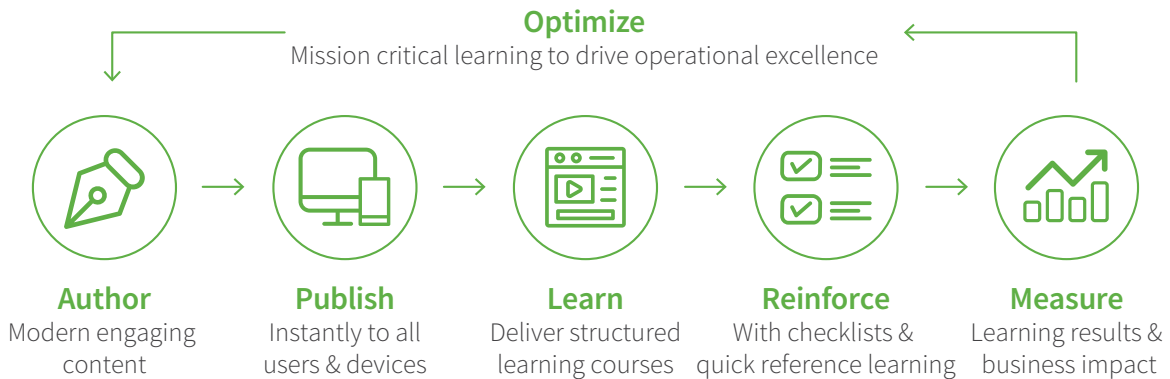 Optimize
Mission critical learning to drive operational excellence
Author
Modern engaging
content
Publish
Instantly to all
users & devices
Learn
Deliver structured
learning courses
Reinforce
With checklists &
quick reference learning
Measure
Learning results &
business impact